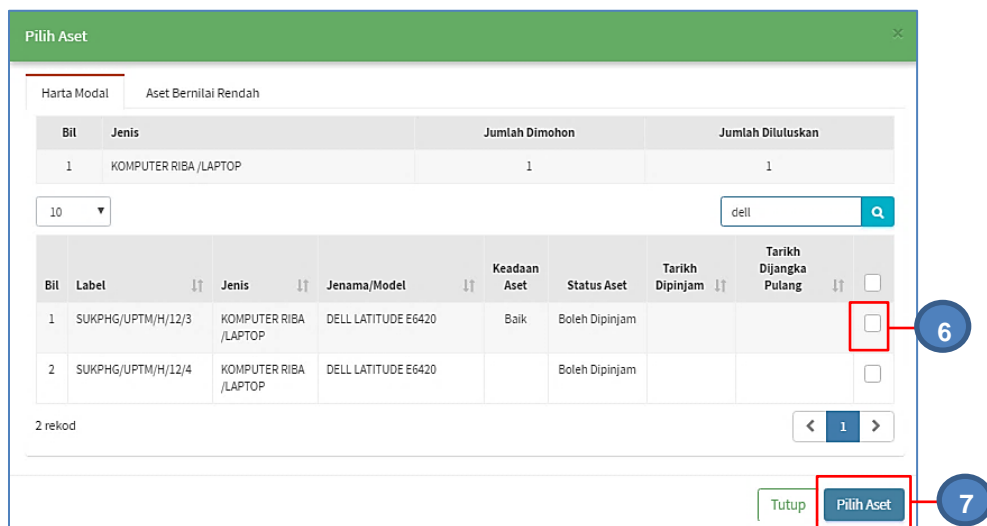 Pilih Aset ×
Harta Modal Aset Bernilai Rendah
Bil Jenis Jumlah Dimohon Jumlah Diluluskan
1 KOMPUTER RIBA /LAPTOP 1 1
10 dell
Bil Label Jenis Jenama/Model Keadaan Aset Status Aset Tarikh Dipinjam Tarikh Dijangka Pulang
1 SUKPHG/UPTM/H/12/3 KOMPUTER RIBA /LAPTOP DELL LATITUDE E6420 Baik Boleh Dipinjam
6
2 SUKPHG/UPTM/H/12/4 KOMPUTER RIBA /LAPTOP DELL LATITUDE E6420 Boleh Dipinjam
2 rekod < 1 >
Tutup Pilih Aset
7